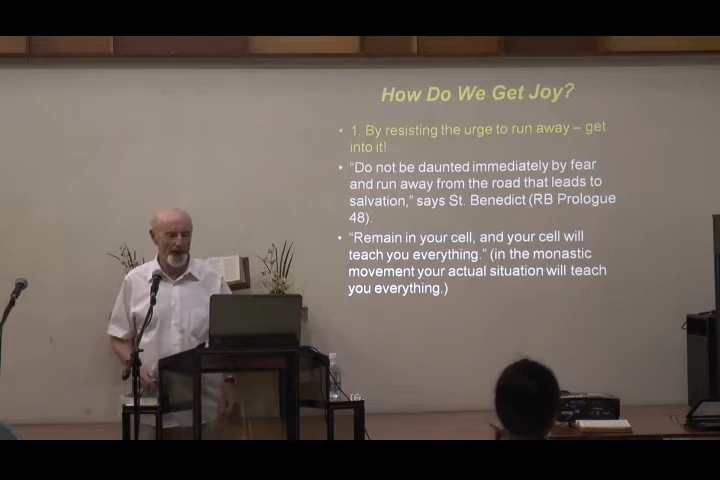 How Do We Get Joy?
• 1. By resisting the urge to run away – get
into it!
• "Do not be daunted immediately by fear
and run away from the road that leads to
salvation," says St. Benedict (RB Prologue
48).
• "Remain in your cell, and your cell will
teach you everything." (in the monastic
movement your actual situation will teach
you everything.)